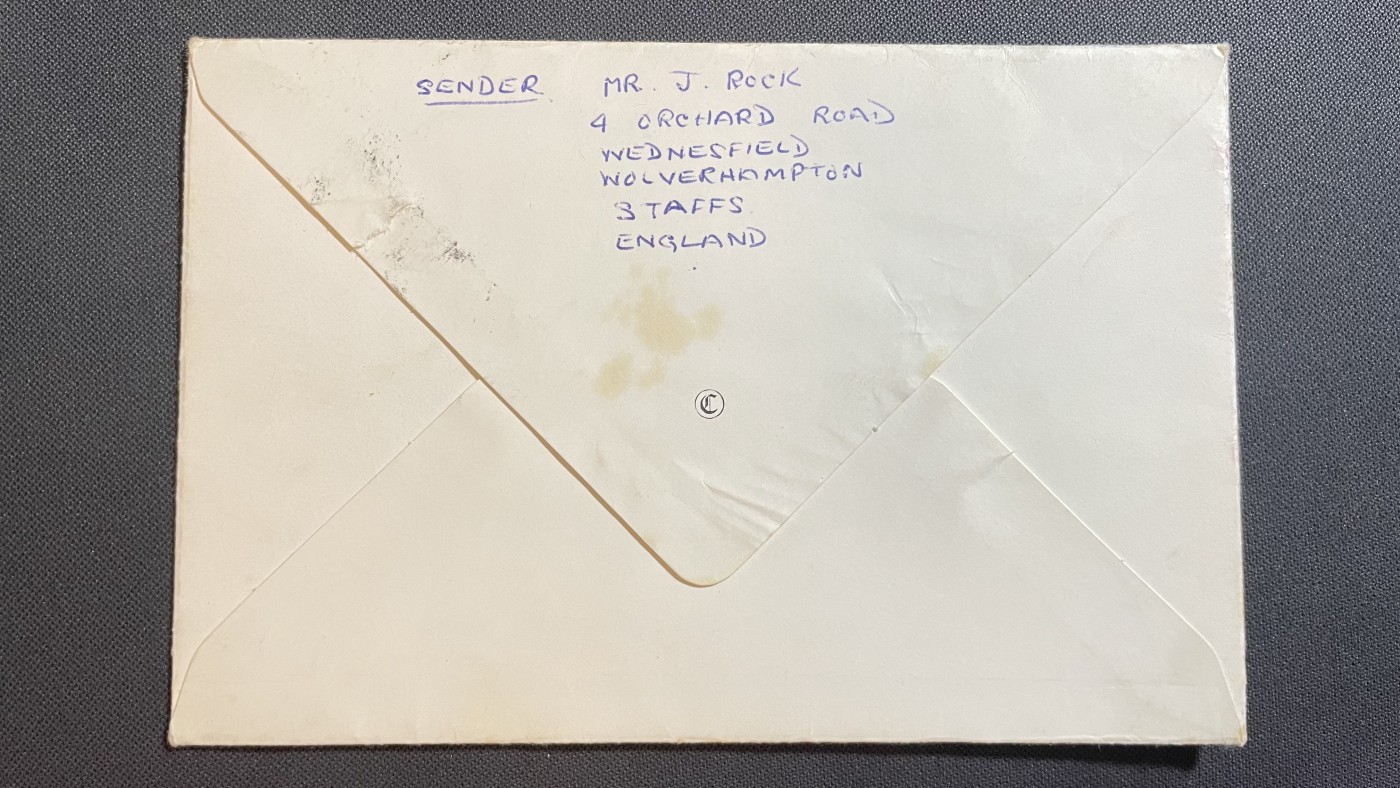 SENDER MR. J. ROCK
4 ORCHARD ROAD
WEDNESFIELD
WOLVERHAMPTON
STAFFS.
ENGLAND
C